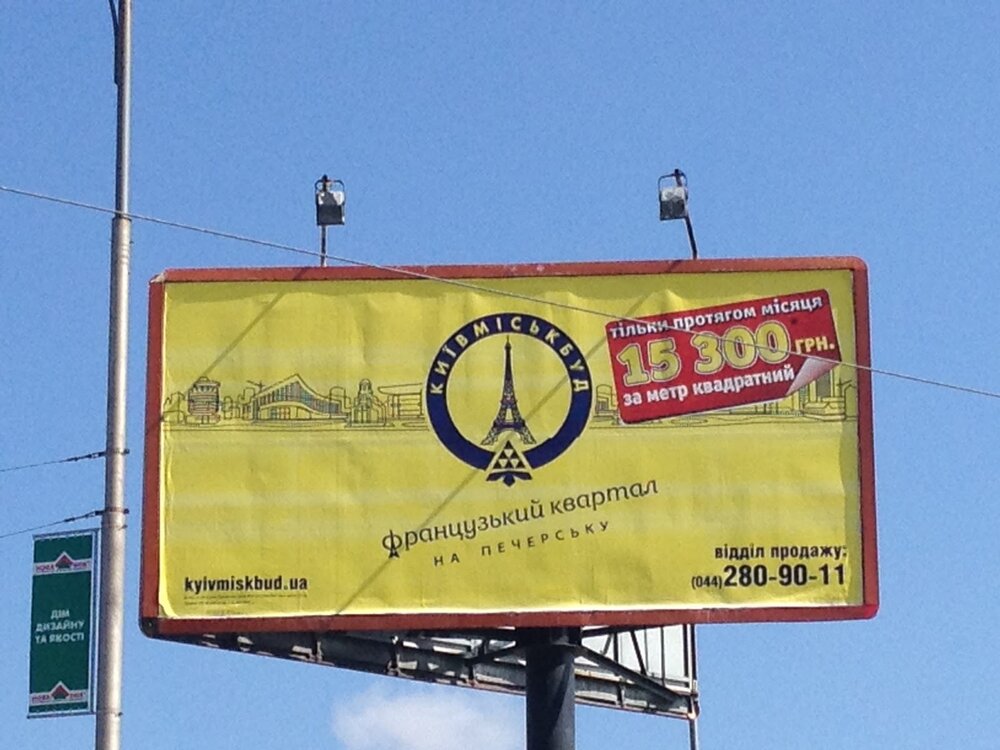 КИЇВМІСЬКБУД
тільки протягом місяця
15 300 ГРН.
за метр квадратний
французький квартал
НА ПЕЧЕРСЬКУ
kyivmiskbud.ua
відділ продажу:
(044)280-90-11
ДІМ
ДИЗАЙНУ
ТА ЯКОСТІ